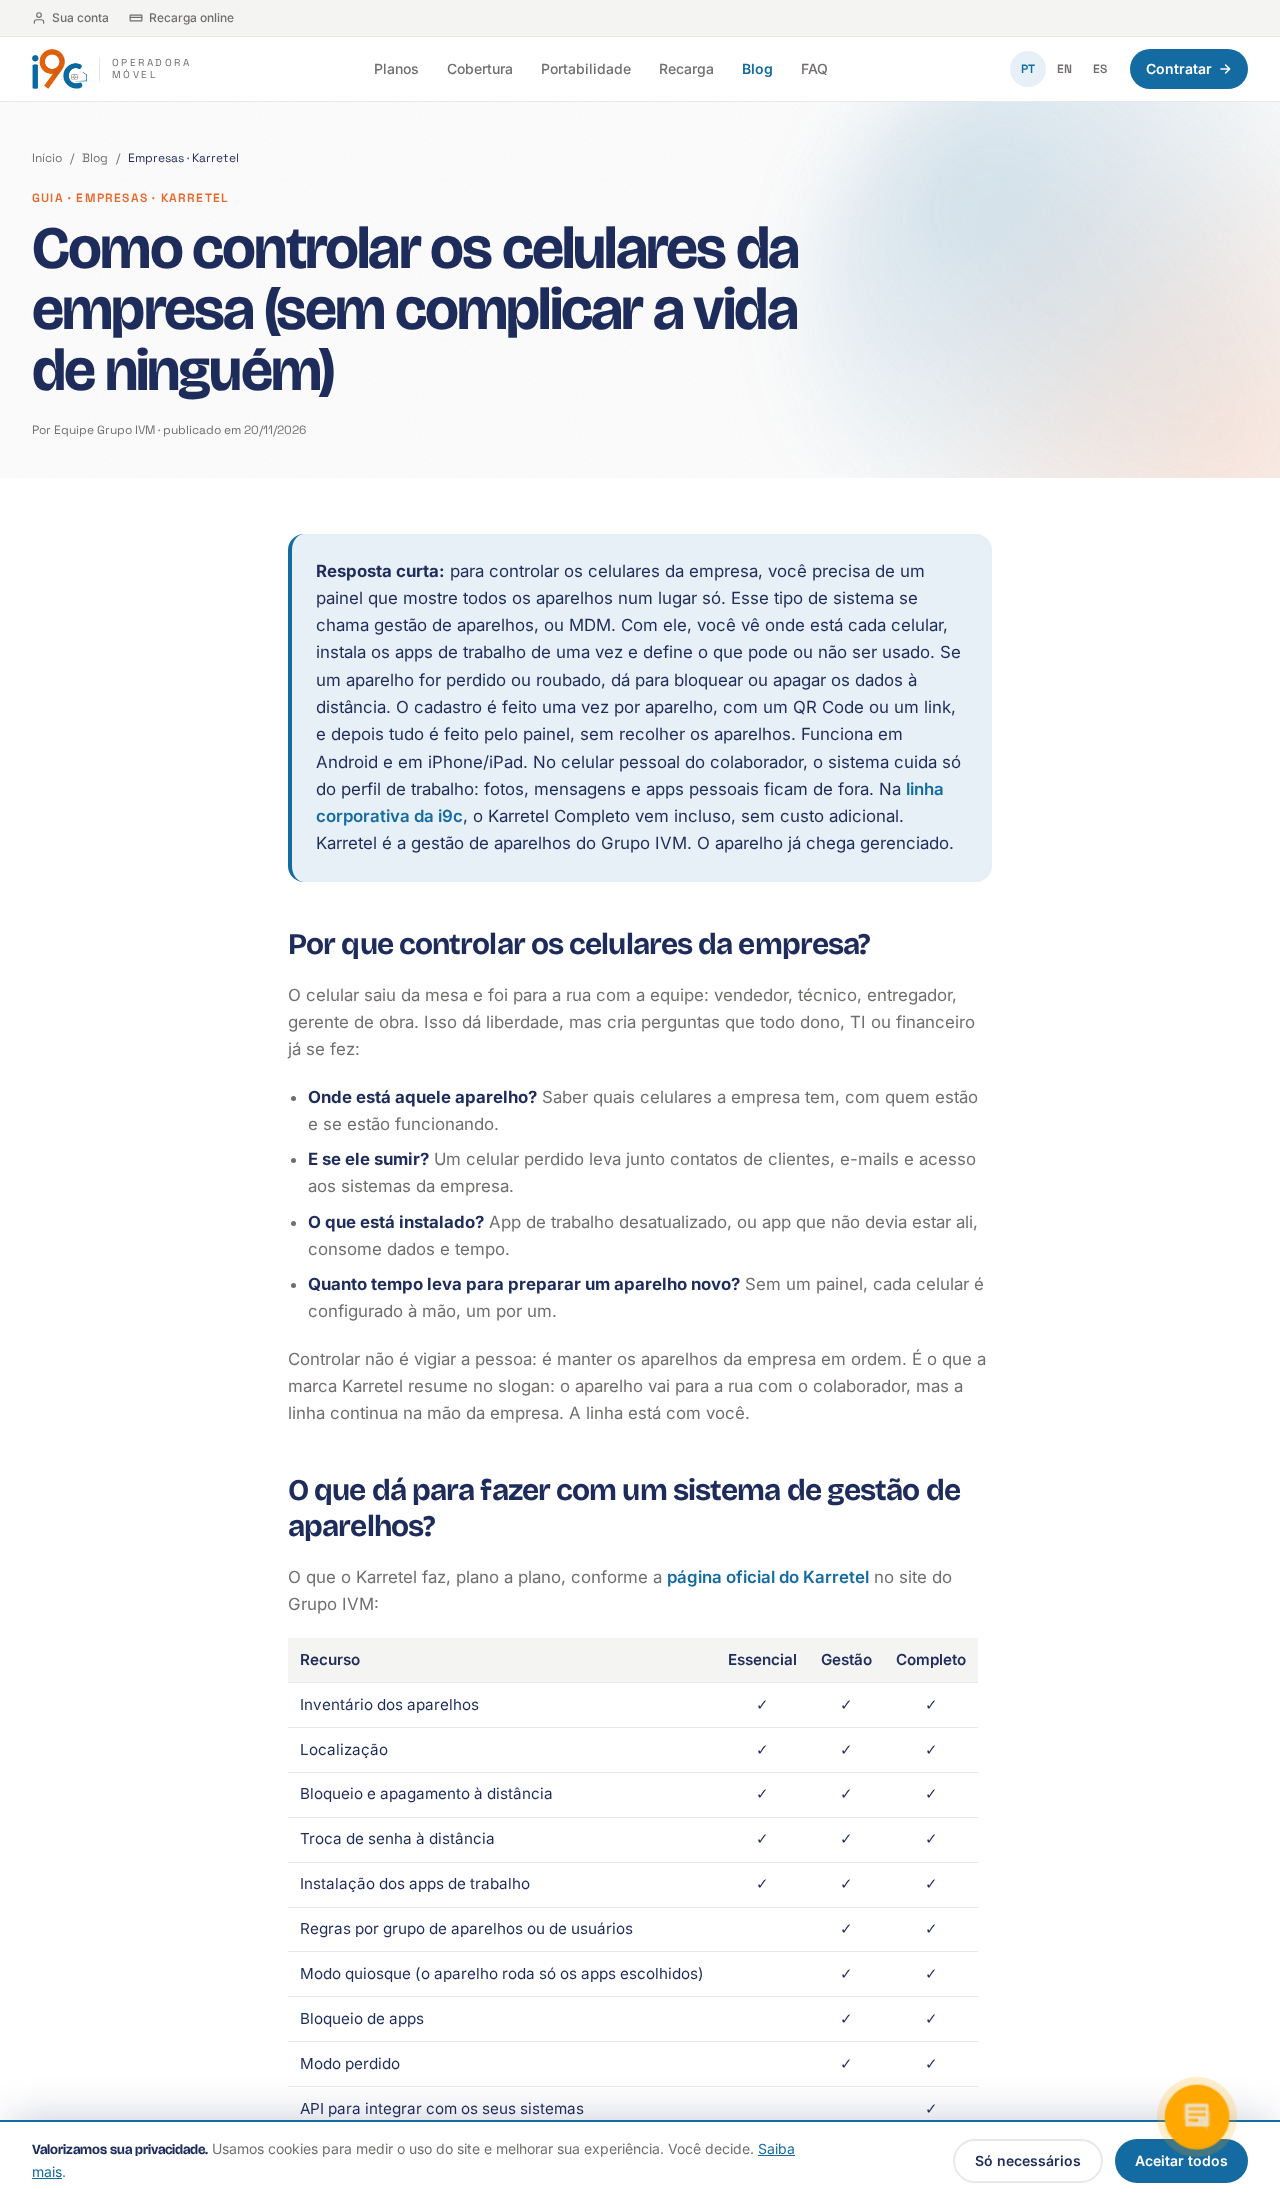 Sua conta
Recarga online
i9c
OPERADORA
MÓVEL
Planos
Cobertura
Portabilidade
Recarga
Blog
FAQ
PT
EN
ES
Contratar →
Início / Blog / Empresas · Karretel
GUIA · EMPRESAS · KARRETEL
Como controlar os celulares da
empresa (sem complicar a vida
de ninguém)
Por Equipe Grupo IVM · publicado em 20/11/2026
Resposta curta: para controlar os celulares da empresa, você precisa de um
painel que mostre todos os aparelhos num lugar só. Esse tipo de sistema se
chama gestão de aparelhos, ou MDM. Com ele, você vê onde está cada celular,
instala os apps de trabalho de uma vez e define o que pode ou não ser usado. Se
um aparelho for perdido ou roubado, dá para bloquear ou apagar os dados à
distância. O cadastro é feito uma vez por aparelho, com um QR Code ou um link,
e depois tudo é feito pelo painel, sem recolher os aparelhos. Funciona em
Android e em iPhone/iPad. No celular pessoal do colaborador, o sistema cuida só
do perfil de trabalho: fotos, mensagens e apps pessoais ficam de fora. Na linha
corporativa da i9c, o Karretel Completo vem incluso, sem custo adicional.
Karretel é a gestão de aparelhos do Grupo IVM. O aparelho já chega gerenciado.
Por que controlar os celulares da empresa?
O celular saiu da mesa e foi para a rua com a equipe: vendedor, técnico, entregador,
gerente de obra. Isso dá liberdade, mas cria perguntas que todo dono, TI ou financeiro
já se fez:
• Onde está aquele aparelho? Saber quais celulares a empresa tem, com quem estão
e se estão funcionando.
• E se ele sumir? Um celular perdido leva junto contatos de clientes, e-mails e acesso
aos sistemas da empresa.
• O que está instalado? App de trabalho desatualizado, ou app que não devia estar ali,
consome dados e tempo.
• Quanto tempo leva para preparar um aparelho novo? Sem um painel, cada celular é
configurado à mão, um por um.
Controlar não é vigiar a pessoa: é manter os aparelhos da empresa em ordem. É o que a
marca Karretel resume no slogan: o aparelho vai para a rua com o colaborador, mas a
linha continua na mão da empresa. A linha está com você.
O que dá para fazer com um sistema de gestão de
aparelhos?
O que o Karretel faz, plano a plano, conforme a página oficial do Karretel no site do
Grupo IVM:
Recurso Essencial Gestão Completo
Inventário dos aparelhos ✓ ✓ ✓
Localização ✓ ✓ ✓
Bloqueio e apagamento à distância ✓ ✓ ✓
Troca de senha à distância ✓ ✓ ✓
Instalação dos apps de trabalho ✓ ✓ ✓
Regras por grupo de aparelhos ou de usuários ✓ ✓
Modo quiosque (o aparelho roda só os apps escolhidos) ✓ ✓
Bloqueio de apps ✓ ✓
Modo perdido ✓ ✓
API para integrar com os seus sistemas ✓
Valorizamos sua privacidade. Usamos cookies para medir o uso do site e melhorar sua experiência. Você decide. Saiba
mais.
Só necessários
Aceitar todos